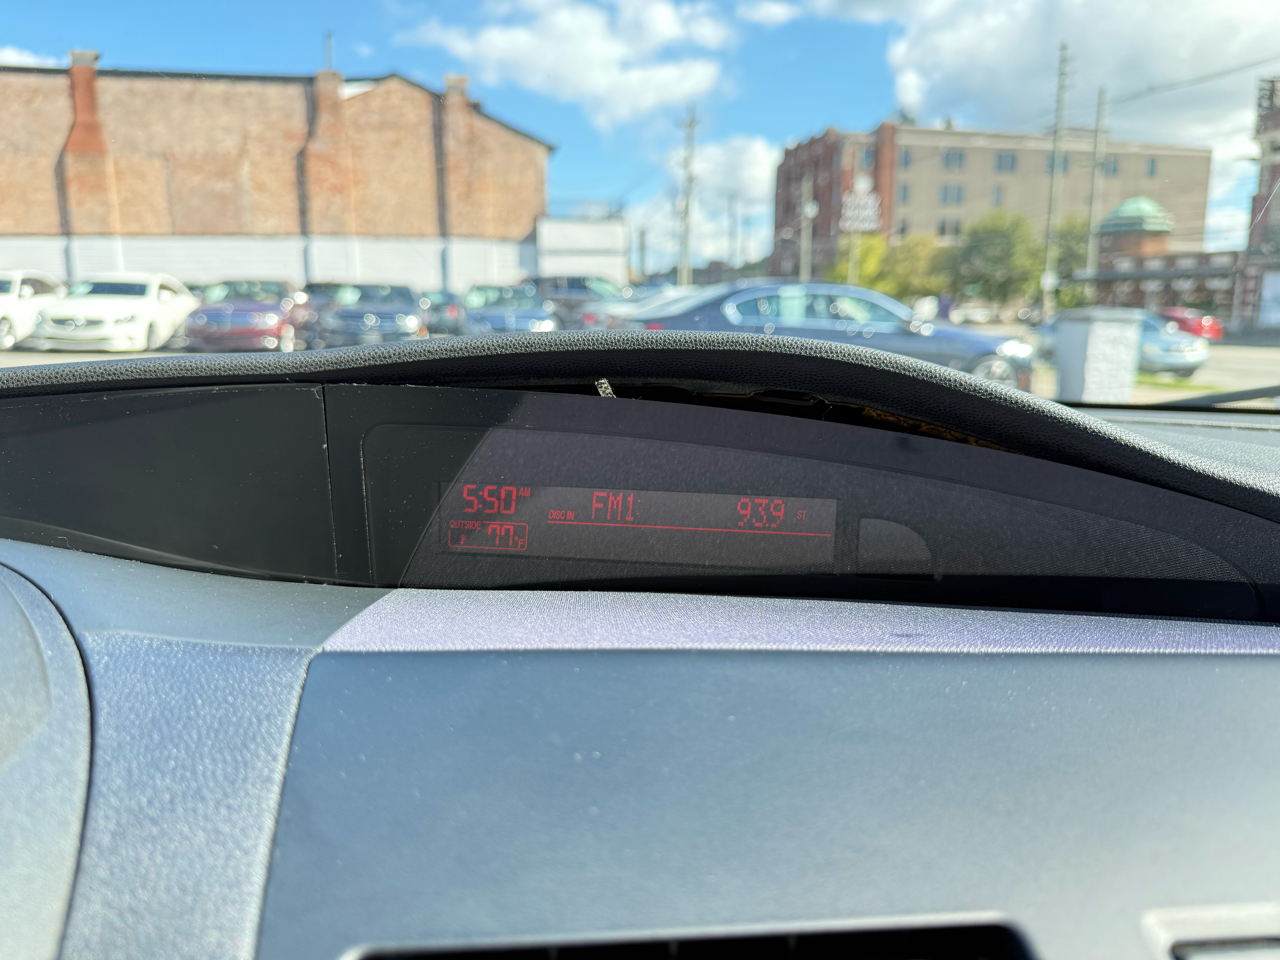 5:50 AM DISC IN FM1 93.9 ST
OUTSIDE
77°F